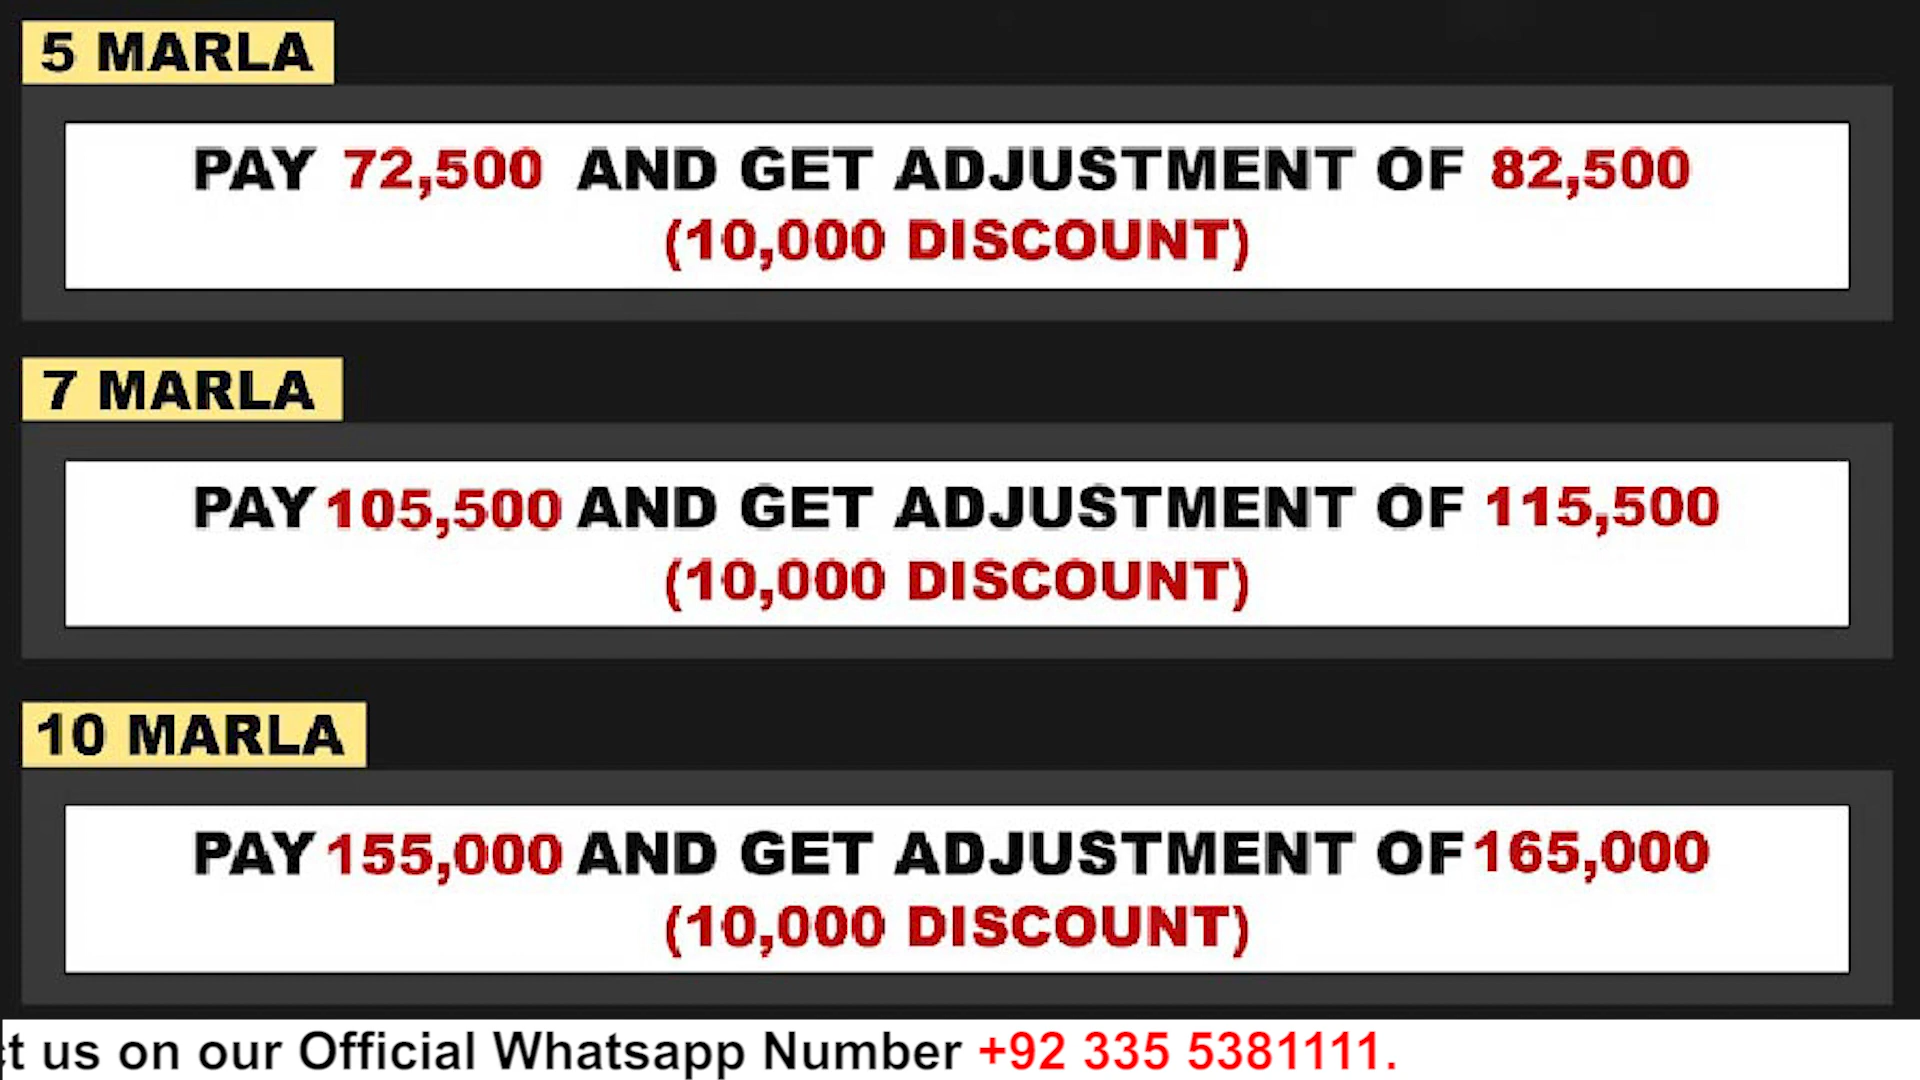 5 MARLA
PAY 72,500 AND GET ADJUSTMENT OF 82,500
(10,000 DISCOUNT)
7 MARLA
PAY 105,500 AND GET ADJUSTMENT OF 115,500
(10,000 DISCOUNT)
10 MARLA
PAY 155,000 AND GET ADJUSTMENT OF 165,000
(10,000 DISCOUNT)
t us on our Official Whatsapp Number +92 335 5381111.